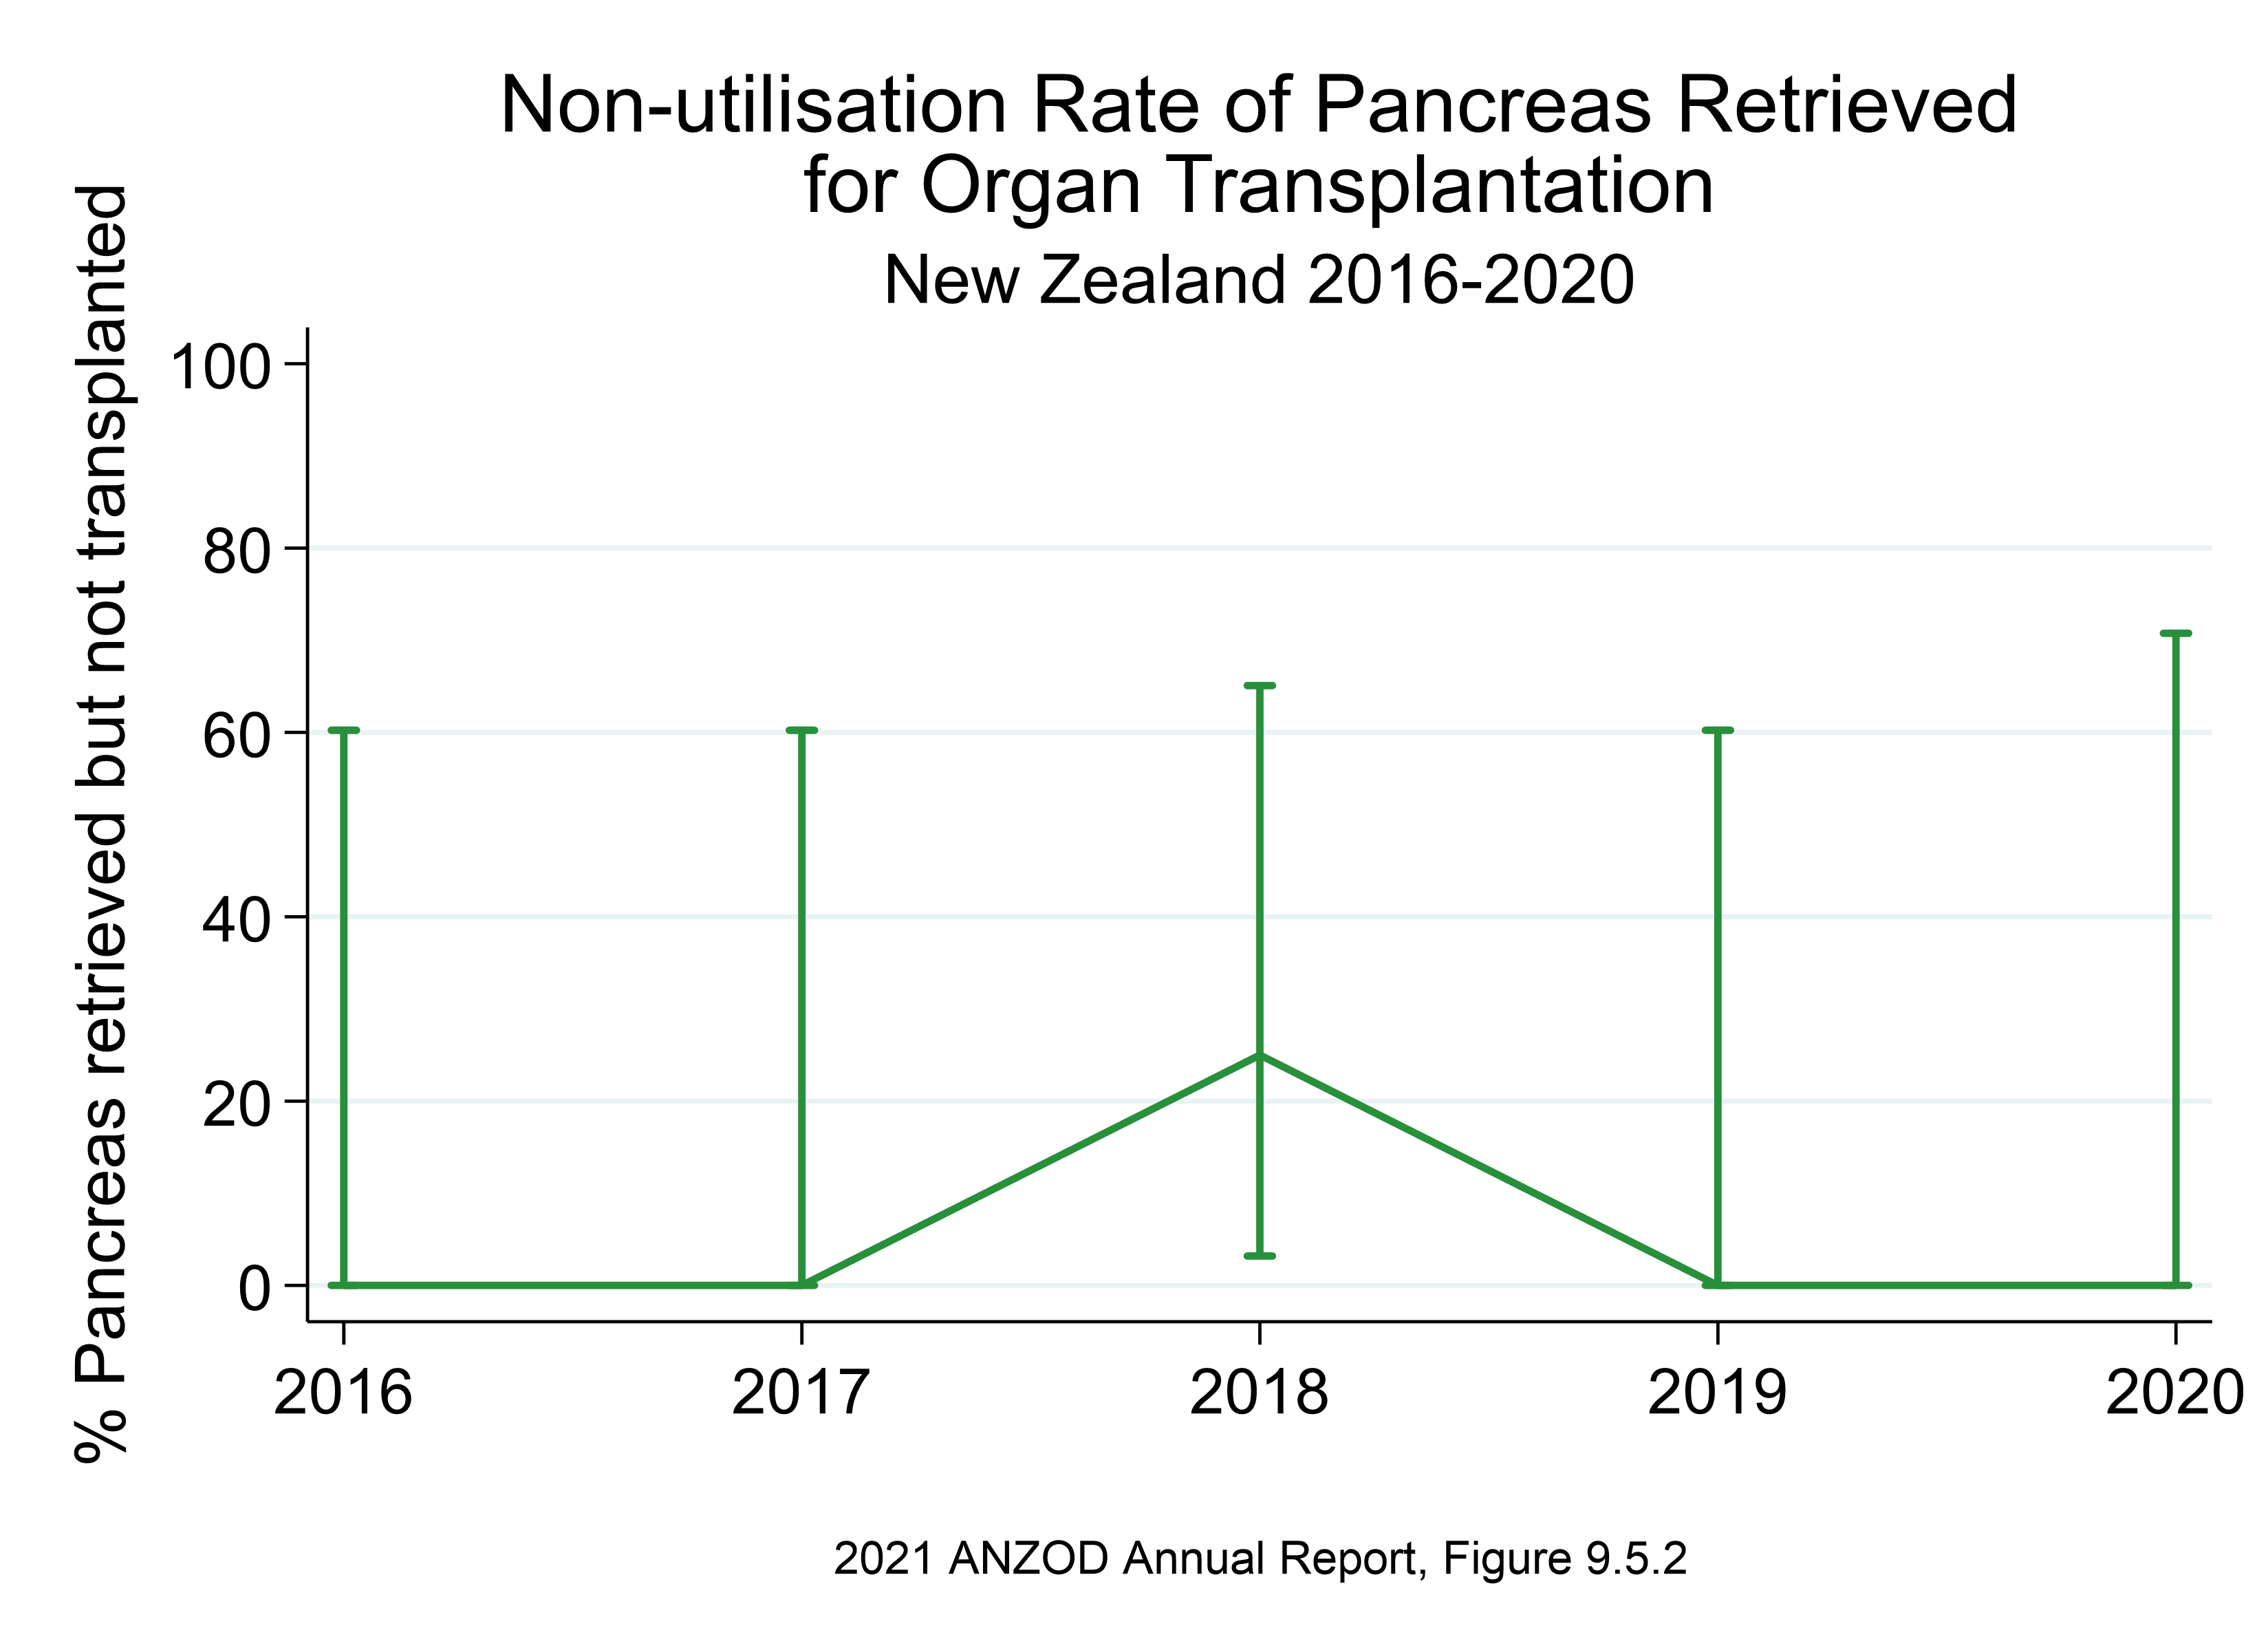 Non-utilisation Rate of Pancreas Retrieved
for Organ Transplantation
New Zealand 2016-2020
% Pancreas retrieved but not transplanted
100
80
60
40
20
0
2016 2017 2018 2019 2020
2021 ANZOD Annual Report, Figure 9.5.2